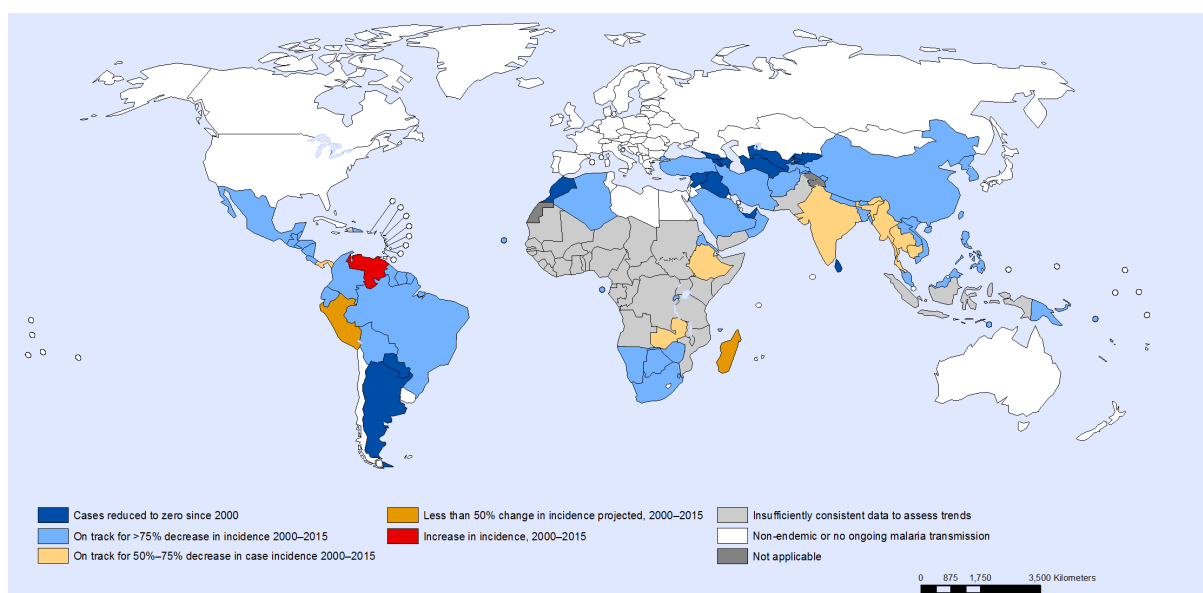 Cases reduced to zero since 2000
On track for >75% decrease in incidence 2000–2015
On track for 50%–75% decrease in case incidence 2000–2015
Less than 50% change in incidence projected, 2000–2015
Increase in incidence, 2000–2015
Insufficiently consistent data to assess trends
Non-endemic or no ongoing malaria transmission
Not applicable
0 875 1,750 3,500 Kilometers